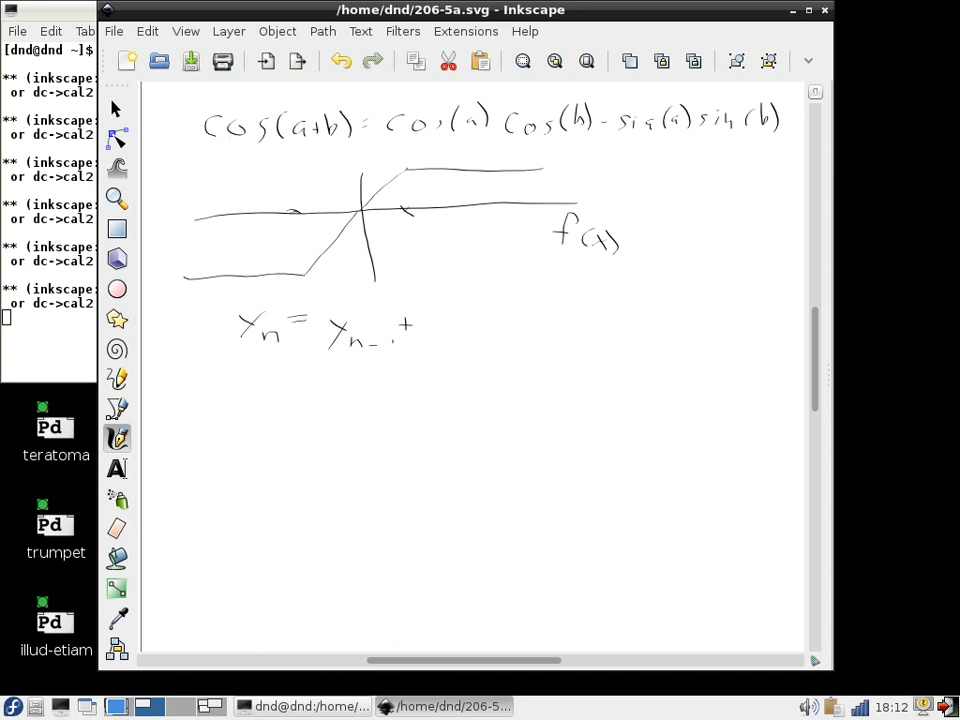 /home/dnd/206-5a.svg - Inkscape
File Edit Tab
File Edit View Layer Object Path Text Filters Extensions Help
[dnd@dnd ~]$
** (inkscape:
or dc->cal2
** (inkscape:
or dc->cal2
** (inkscape:
or dc->cal2
** (inkscape:
or dc->cal2
** (inkscape:
or dc->cal2
** (inkscape:
or dc->cal2
cos(a+b) = cos(a) cos(b) - sin(a) sin(b)
f(x)
Pd
teratoma
Pd
trumpet
Pd
illud-etiam
dnd@dnd:/home/...
/home/dnd/206-5...
18:12